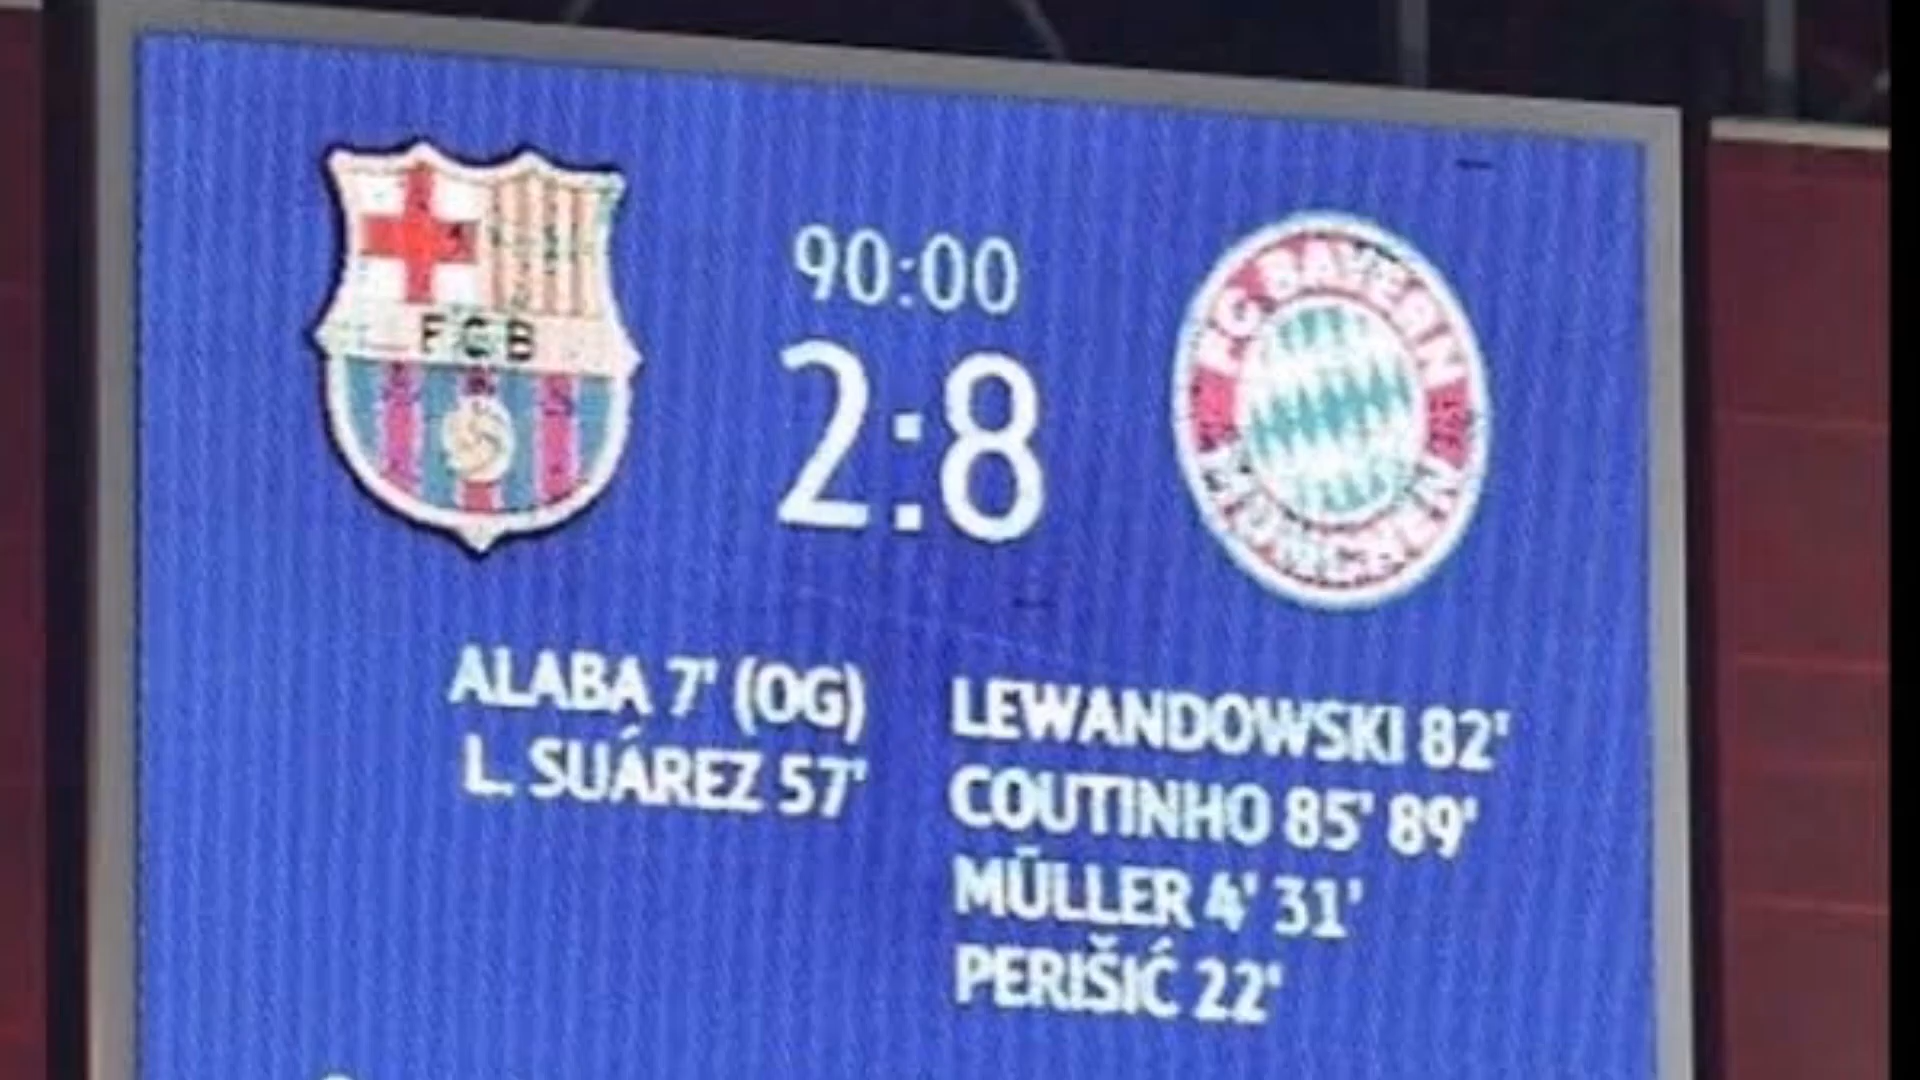 FCB
90:00
2:8
FC BAYERN
MÜNCHEN
ALABA 7' (OG)
L. SUÁREZ 57'
LEWANDOWSKI 82'
COUTINHO 85' 89'
MÜLLER 4' 31'
PERIŠIĆ 22'